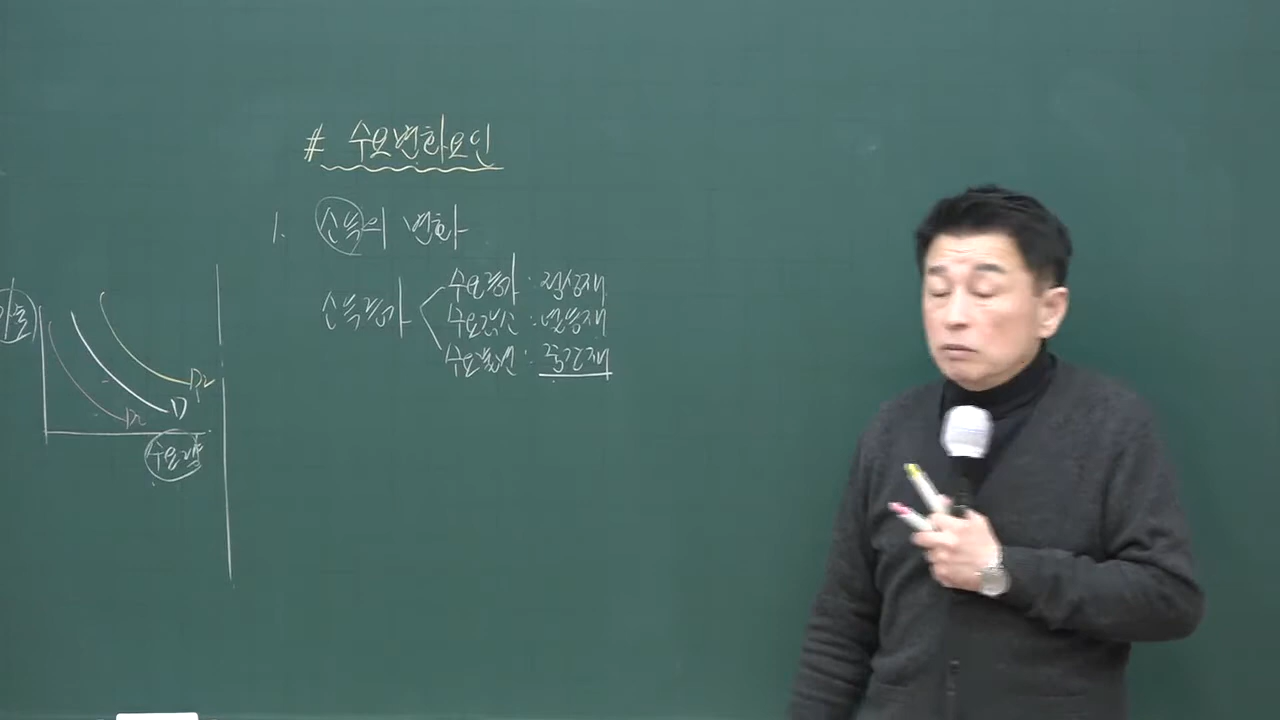 # 수요변화요인
1. 소득의 변화
소득증가
수요증가 : 정상재
수요감소 : 열등재
수요불변 : 중간재
D2
D
D2
수요량